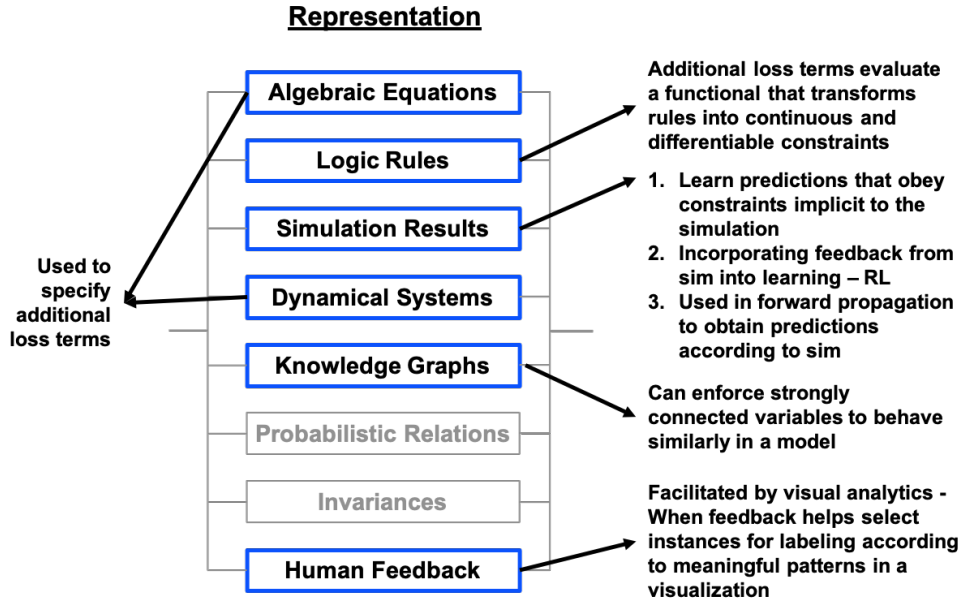 Representation
Algebraic Equations
Logic Rules
Simulation Results
Dynamical Systems
Knowledge Graphs
Probabilistic Relations
Invariances
Human Feedback
Used to
specify
additional
loss terms
Additional loss terms evaluate
a functional that transforms
rules into continuous and
differentiable constraints
1. Learn predictions that obey
constraints implicit to the
simulation
2. Incorporating feedback from
sim into learning – RL
3. Used in forward propagation
to obtain predictions
according to sim
Can enforce strongly
connected variables to behave
similarly in a model
Facilitated by visual analytics -
When feedback helps select
instances for labeling according
to meaningful patterns in a
visualization